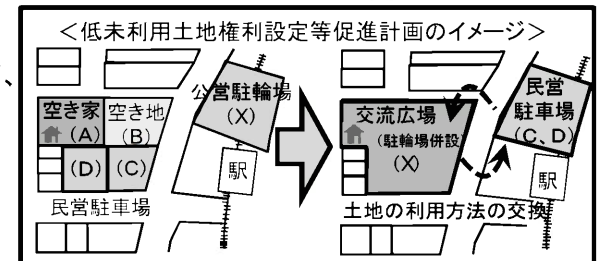 、
<低未利用土地権利設定等促進計画のイメージ>
空き家
(A)
空き地
(B)
(D)
(C)
民営駐車場
公営駐輪場
(X)
駅
交流広場
(駐輪場併設)
(X)
民営
駐車場
(C、D)
駅
土地の利用方法の交換